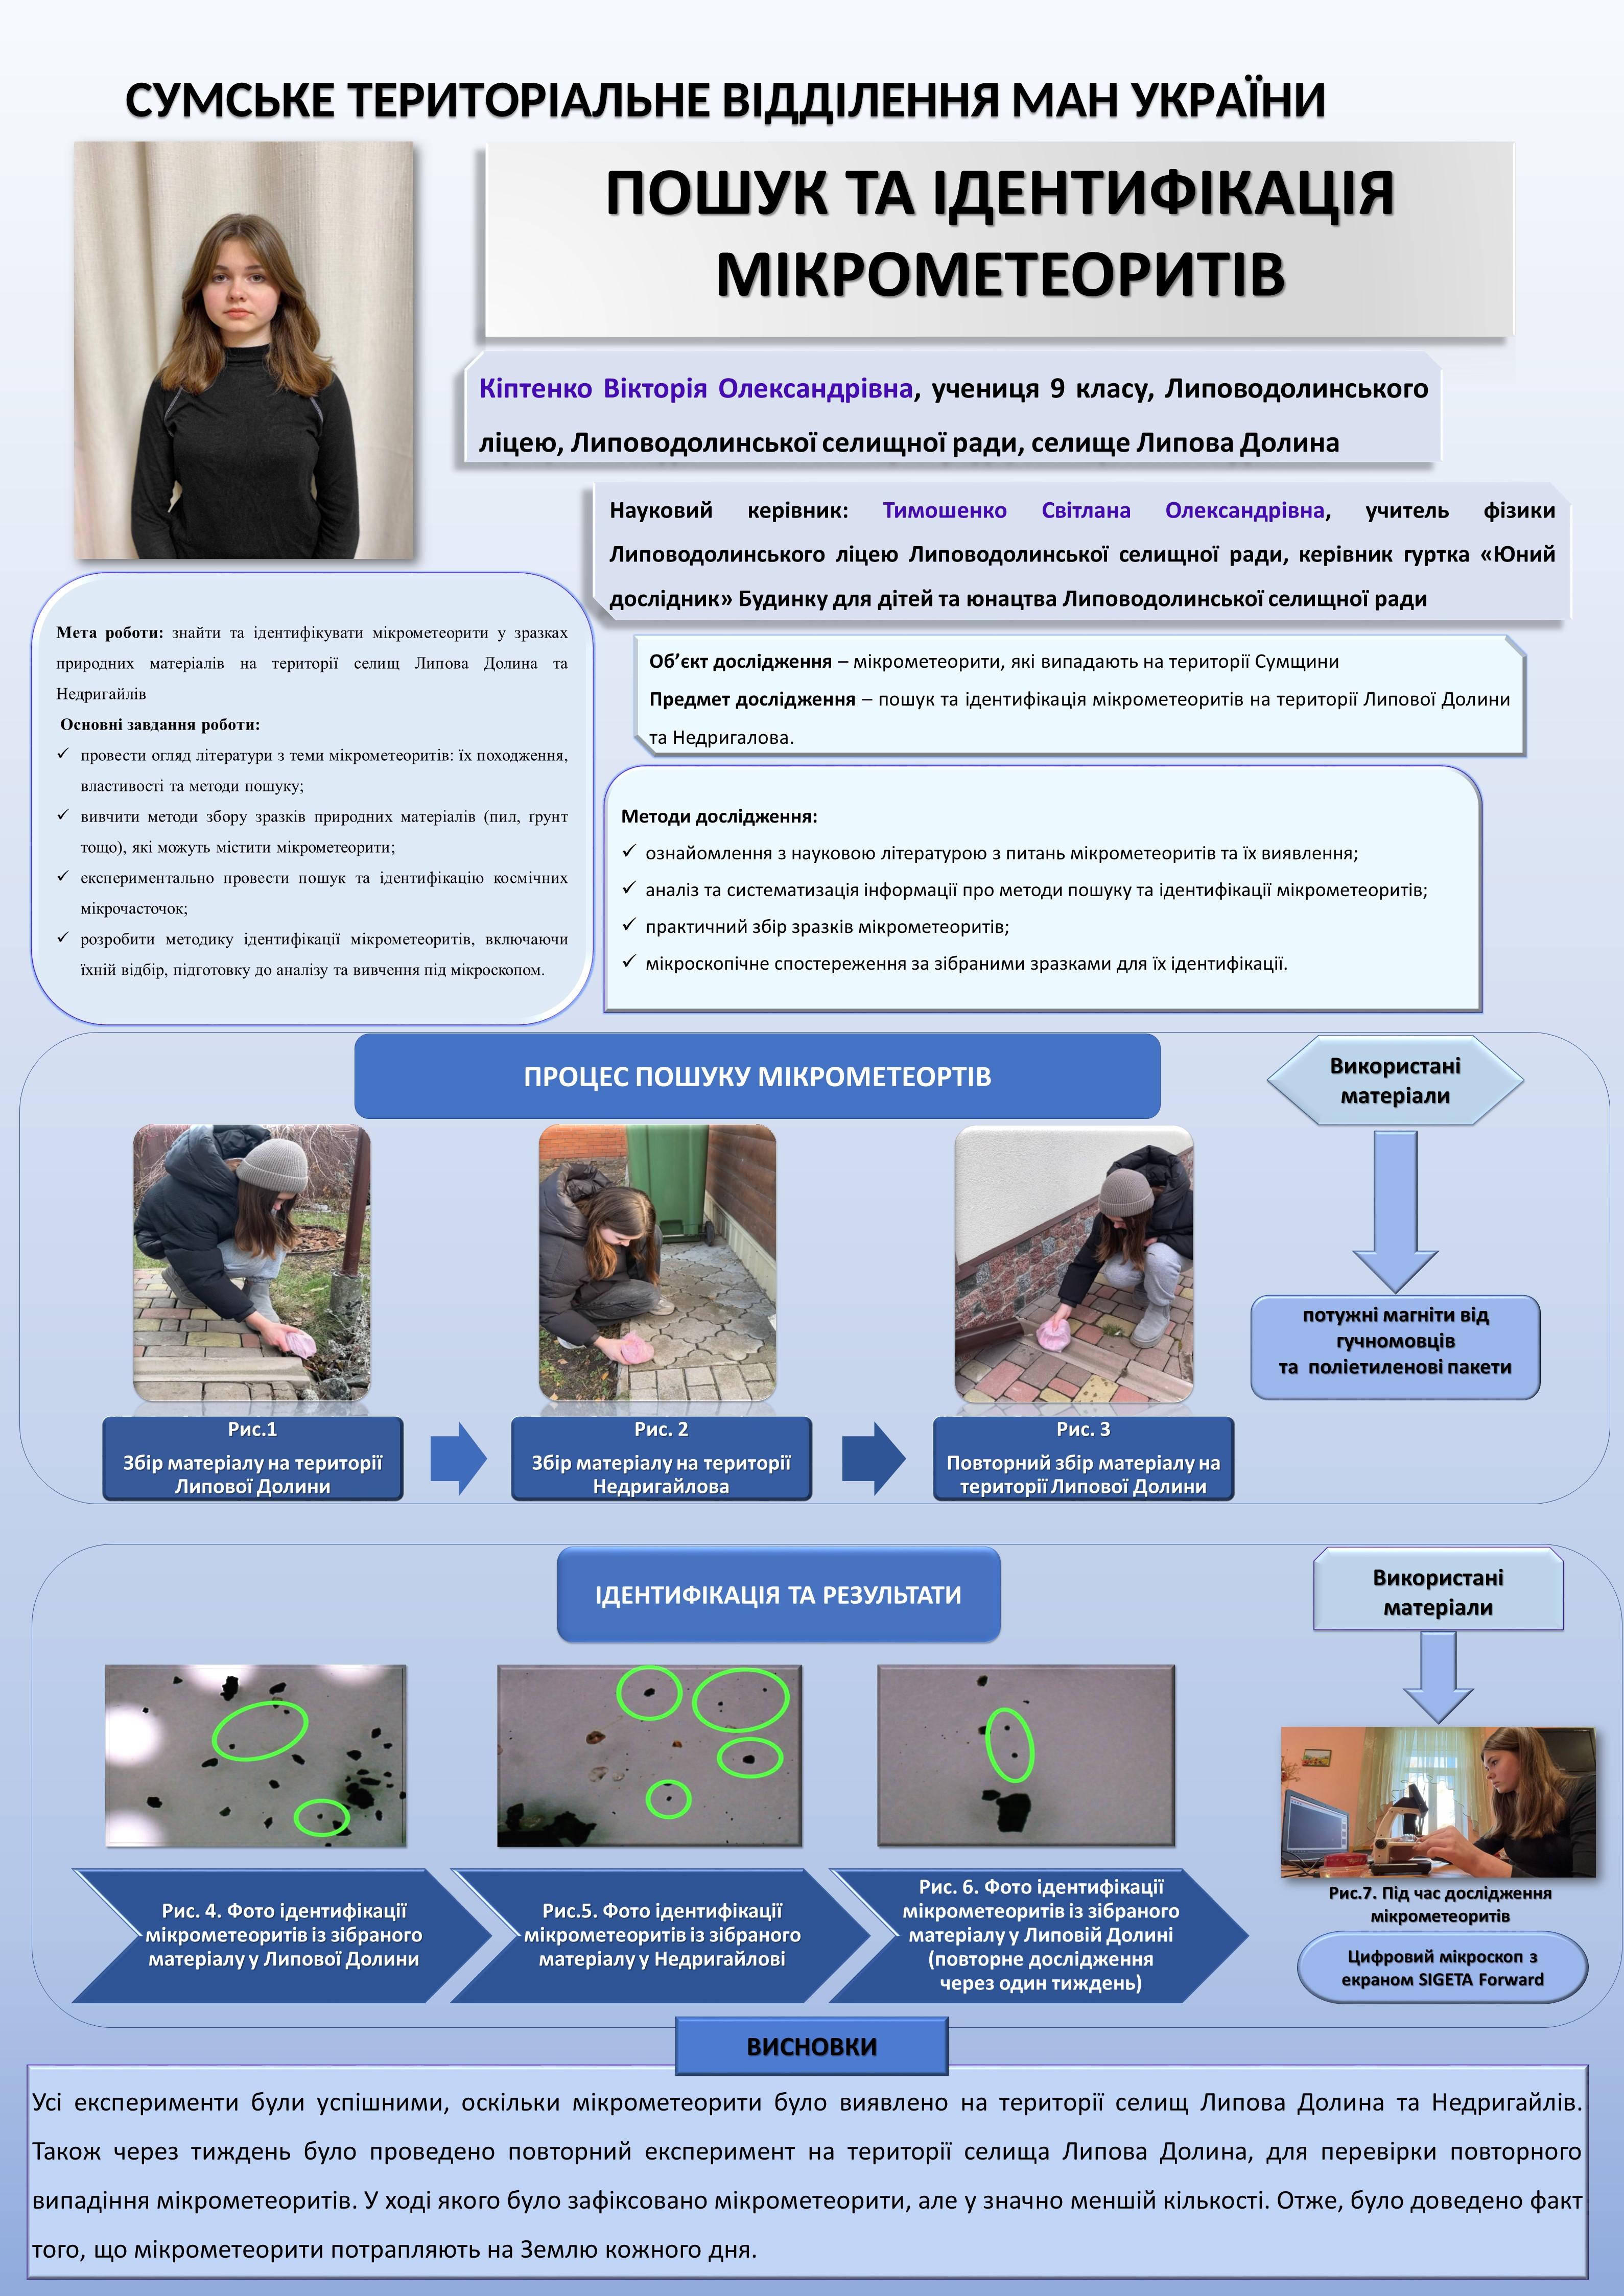 СУМСЬКЕ ТЕРИТОРІАЛЬНЕ ВІДДІЛЕННЯ МАН УКРАЇНИ
ПОШУК ТА ІДЕНТИФІКАЦІЯ
МІКРОМЕТЕОРИТІВ
Кіптенко Вікторія Олександрівна, учениця 9 класу, Липоводолинського
ліцею, Липоводолинської селищної ради, селище Липова Долина
Науковий керівник: Тимошенко Світлана Олександрівна, учитель фізики
Липоводолинського ліцею Липоводолинської селищної ради, керівник гуртка «Юний
дослідник» Будинку для дітей та юнацтва Липоводолинської селищної ради
Мета роботи: знайти та ідентифікувати мікрометеорити у зразках
природних матеріалів на території селищ Липова Долина та
Недригайлів
Основні завдання роботи:
✓ провести огляд літератури з теми мікрометеоритів: їх походження,
властивості та методи пошуку;
✓ вивчити методи збору зразків природних матеріалів (пил, ґрунт
тощо), які можуть містити мікрометеорити;
✓ експериментально провести пошук та ідентифікацію космічних
мікрочасточок;
✓ розробити методику ідентифікації мікрометеоритів, включаючи
їхній відбір, підготовку до аналізу та вивчення під мікроскопом.
Об’єкт дослідження – мікрометеорити, які випадають на території Сумщини
Предмет дослідження – пошук та ідентифікація мікрометеоритів на території Липової Долини
та Недригалова.
Методи дослідження:
✓ ознайомлення з науковою літературою з питань мікрометеоритів та їх виявлення;
✓ аналіз та систематизація інформації про методи пошуку та ідентифікації мікрометеоритів;
✓ практичний збір зразків мікрометеоритів;
✓ мікроскопічне спостереження за зібраними зразками для їх ідентифікації.
ПРОЦЕС ПОШУКУ МІКРОМЕТЕОРТІВ
Використані
матеріали
потужні магніти від
гучномовців
та поліетиленові пакети
Рис.1
Збір матеріалу на території
Липової Долини
Рис. 2
Збір матеріалу на території
Недригайлова
Рис. 3
Повторний збір матеріалу на
території Липової Долини
ІДЕНТИФІКАЦІЯ ТА РЕЗУЛЬТАТИ
Використані
матеріали
Рис. 4. Фото ідентифікації
мікрометеоритів із зібраного
матеріалу у Липової Долини
Рис.5. Фото ідентифікації
мікрометеоритів із зібраного
матеріалу у Недригайлові
Рис. 6. Фото ідентифікації
мікрометеоритів із зібраного
матеріалу у Липовій Долині
(повторне дослідження
через один тиждень)
Рис.7. Під час дослідження
мікрометеоритів
Цифровий мікроскоп з
екраном SIGETA Forward
ВИСНОВКИ
Усі експерименти були успішними, оскільки мікрометеорити було виявлено на території селищ Липова Долина та Недригайлів.
Також через тиждень було проведено повторний експеримент на території селища Липова Долина, для перевірки повторного
випадіння мікрометеоритів. У ході якого було зафіксовано мікрометеорити, але у значно меншій кількості. Отже, було доведено факт
того, що мікрометеорити потрапляють на Землю кожного дня.